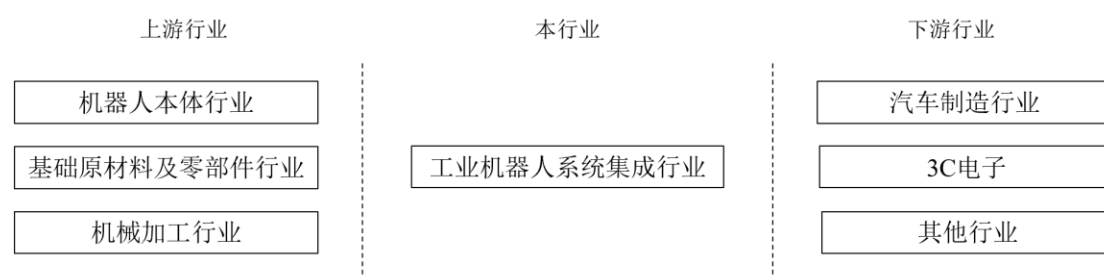 上游行业
本行业
下游行业
机器人本体行业
汽车制造行业
基础原材料及零部件行业
工业机器人系统集成行业
3C电子
机械加工行业
其他行业